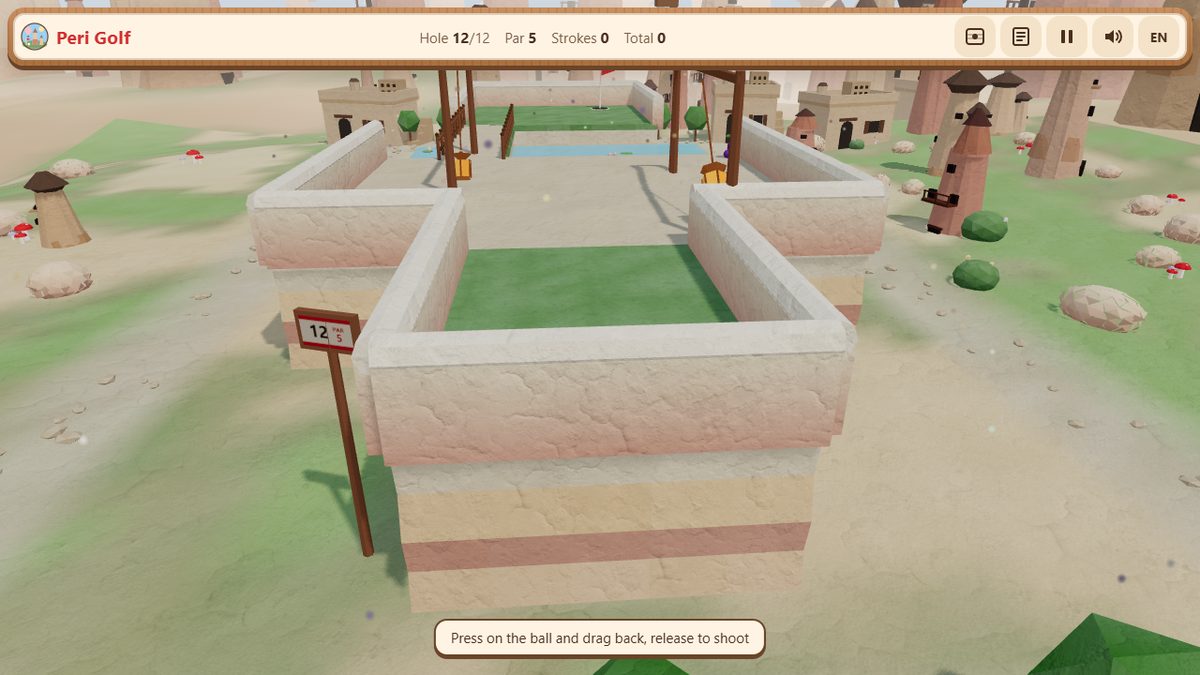 Peri Golf
Hole 12/12 Par 5 Strokes 0 Total 0
EN
12 PAR 5
Press on the ball and drag back, release to shoot